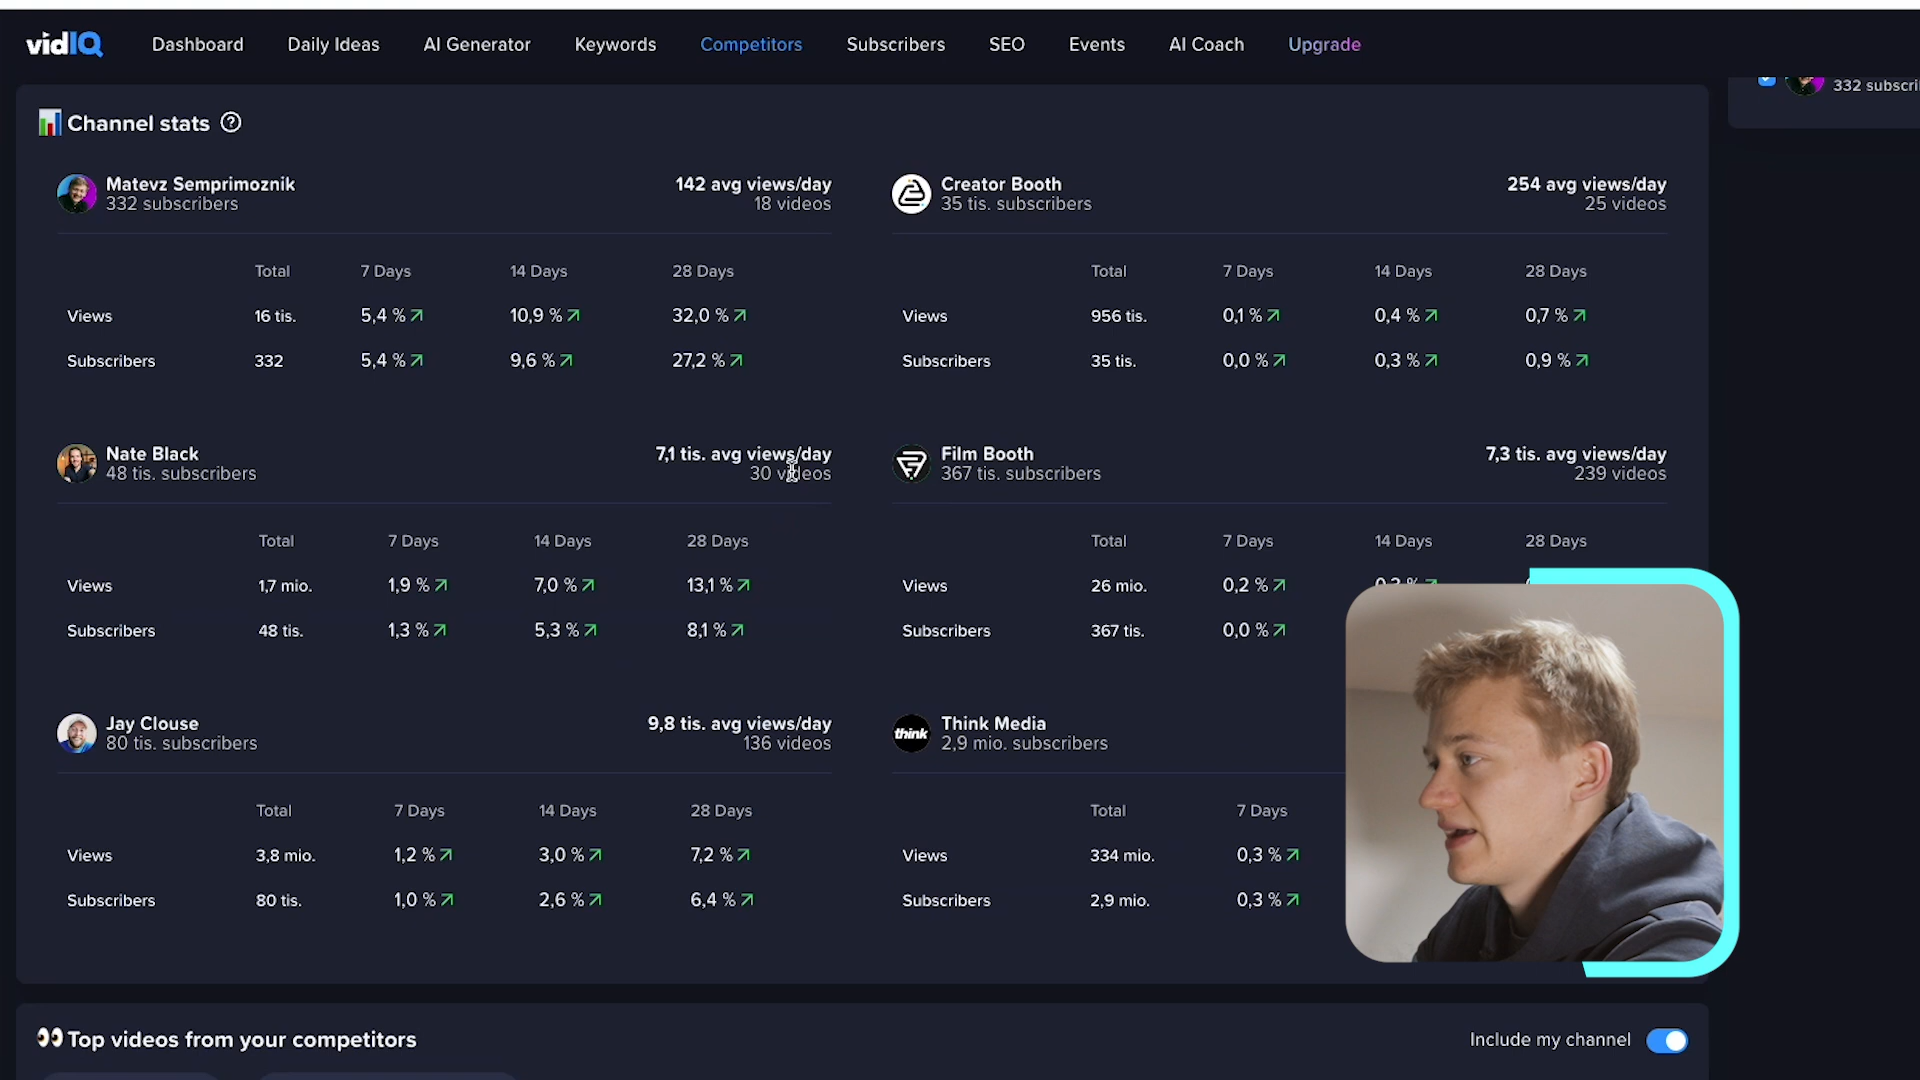 vidIQ
Dashboard
Daily Ideas
AI Generator
Keywords
Competitors
Subscribers
SEO
Events
AI Coach
Upgrade
332 subscri
Channel stats ?
Matevz Semprimoznik
332 subscribers
142 avg views/day
18 videos
Total 7 Days 14 Days 28 Days
Views 16 tis. 5,4 % 10,9 % 32,0 %
Subscribers 332 5,4 % 9,6 % 27,2 %
Creator Booth
35 tis. subscribers
254 avg views/day
25 videos
Total 7 Days 14 Days 28 Days
Views 956 tis. 0,1 % 0,4 % 0,7 %
Subscribers 35 tis. 0,0 % 0,3 % 0,9 %
Nate Black
48 tis. subscribers
7,1 tis. avg views/day
30 videos
Total 7 Days 14 Days 28 Days
Views 1,7 mio. 1,9 % 7,0 % 13,1 %
Subscribers 48 tis. 1,3 % 5,3 % 8,1 %
Film Booth
367 tis. subscribers
7,3 tis. avg views/day
239 videos
Total 7 Days 14 Days 28 Days
Views 26 mio. 0,2 %
Subscribers 367 tis. 0,0 %
Jay Clouse
80 tis. subscribers
9,8 tis. avg views/day
136 videos
Total 7 Days 14 Days 28 Days
Views 3,8 mio. 1,2 % 3,0 % 7,2 %
Subscribers 80 tis. 1,0 % 2,6 % 6,4 %
think
Think Media
2,9 mio. subscribers
Total 7 Days
Views 334 mio. 0,3 %
Subscribers 2,9 mio. 0,3 %
Top videos from your competitors
Include my channel